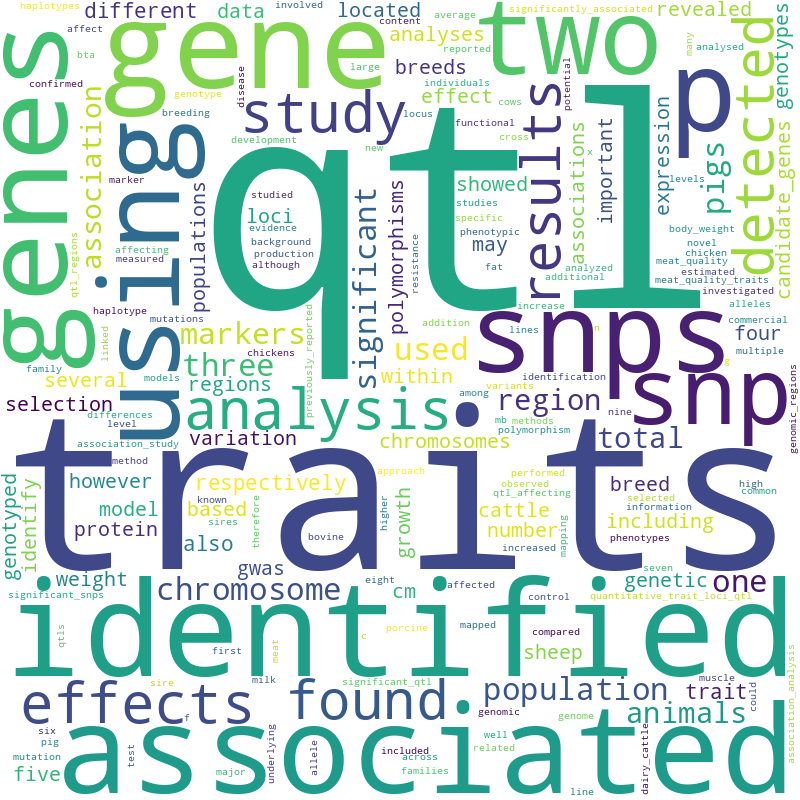 haplotypes
different
affect
bta
genes
confirmed
involved
data
located
content
average
significantly_associated
reported
analyses
gene
two
revealed
many
analysed
genotypes
genotype
disease
large
breeds
individuals
cows
potential
p
detected
association
using
breeding
study
effect
locus
functional
cross
results
qtl
development
new
x
associations
important
expression
levels
pigs
candidate_genes
marker
populations
studied
loci
evidence
background
production
although
significant
polymorphisms
resistance
showed
studies
specific
phenotypic
may
fat
analyzed
additional
body_weight
novel
chicken
meat_quality
estimated
meat_quality_traits
investigated
alleles
qtl_regions
affecting
measured
haplotype
mutations
linked
family
markers
chickens
previously_reported
addition
lines
increase
n
snps
commercial
four
multiple
used
three
several
models
regions
within
among
variants
identification
g
snp
genomic_regions
selection
differences
level
association_study
analysis
variation
region
nine
mb
methods
polymorphism
total
method
chromosomes
traits
genotyped
identify
however
respectively
known
approach
model
based
sires
protein
also
therefore
bovine
higher
growth
performed
observed
qtl_affecting
selected
cattle
number
increased
mapping
breed
information
including
phenotypes
high
common
seven
weight
significant_snps
gwas
chromosome
eight
cm
affected
control
genetic
one
quantitative_trait_loci_qtl
identified
qtls
first
meat
c
porcine
mapped
compared
sheep
sire
milk
significant_qtl
effects
f
found
population
genomic
genome
trait
muscle
could
animals
association_analysis
six
pig
mutation
five
test
major
underlying
allele
included
across
families
well
related
associated
line
dairy_cattle